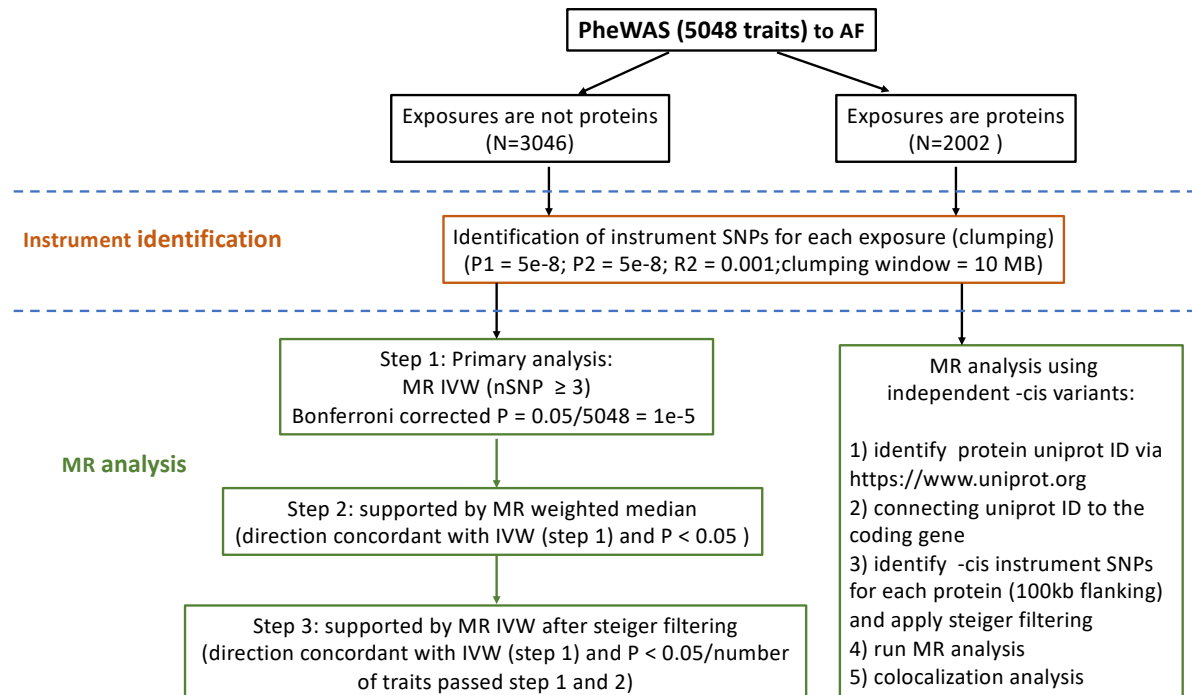 PheWAS (5048 traits) to AF
Exposures are not proteins
(N=3046)
Exposures are proteins
(N=2002 )
Instrument identification
Identification of instrument SNPs for each exposure (clumping)
(P1 = 5e-8; P2 = 5e-8; R2 = 0.001;clumping window = 10 MB)
MR analysis
Step 1: Primary analysis:
MR IVW (nSNP ≥ 3)
Bonferroni corrected P = 0.05/5048 = 1e-5
Step 2: supported by MR weighted median
(direction concordant with IVW (step 1) and P < 0.05 )
Step 3: supported by MR IVW after steiger filtering
(direction concordant with IVW (step 1) and P < 0.05/number
of traits passed step 1 and 2)
MR analysis using
independent -cis variants:
1) identify protein uniprot ID via
https://www.uniprot.org
2) connecting uniprot ID to the
coding gene
3) identify -cis instrument SNPs
for each protein (100kb flanking)
and apply steiger filtering
4) run MR analysis
5) colocalization analysis